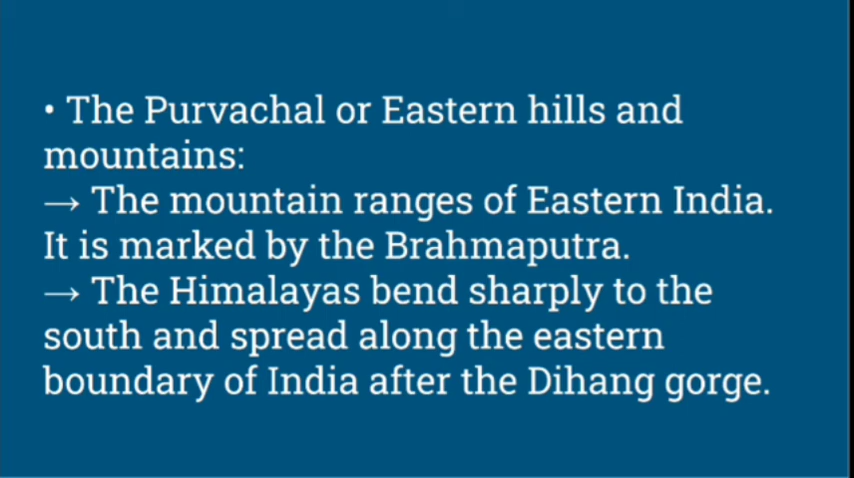 • The Purvachal or Eastern hills and
mountains:
→ The mountain ranges of Eastern India.
It is marked by the Brahmaputra.
→ The Himalayas bend sharply to the
south and spread along the eastern
boundary of India after the Dihang gorge.